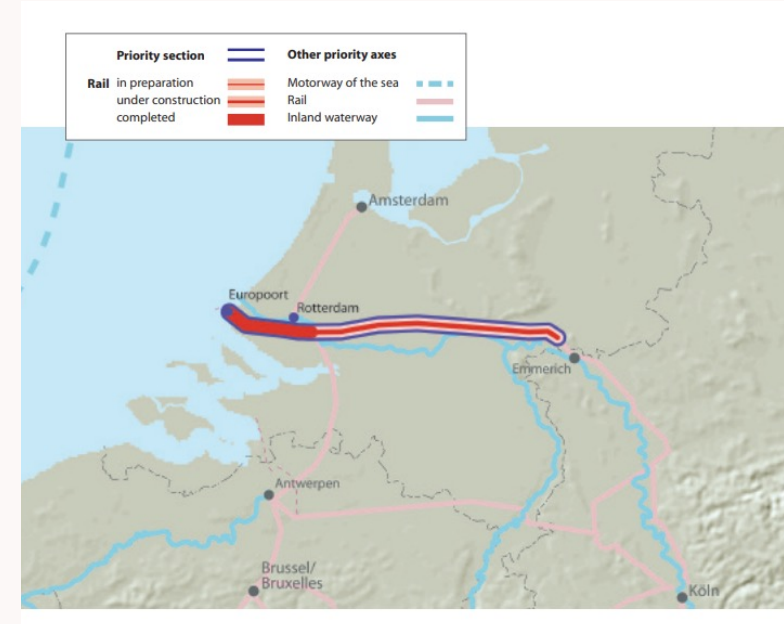 Priority section
Other priority axes
Rail in preparation
Motorway of the sea
under construction
Rail
completed
Inland waterway
Amsterdam
Europoort
Rotterdam
Emmerich
Antwerpen
Brussel/
Bruxelles
Köln